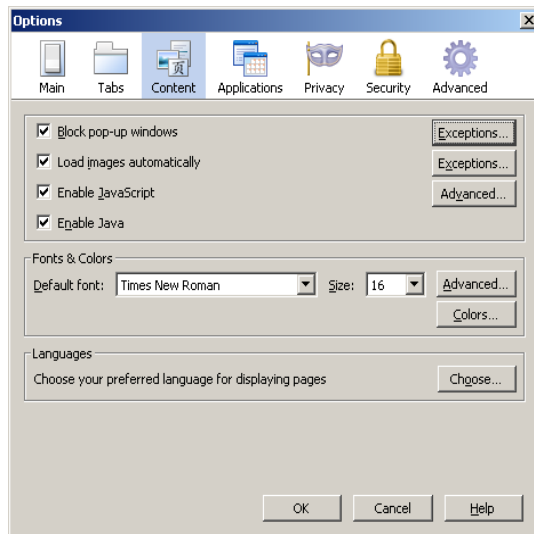 Options
Main Tabs Content Applications Privacy Security Advanced
页
Block pop-up windows Exceptions...
Load images automatically Exceptions...
Enable JavaScript Advanced...
Enable Java
Fonts & Colors
Default font: Times New Roman Size: 16 Advanced...
Colors...
Languages
Choose your preferred language for displaying pages Choose...
OK Cancel Help